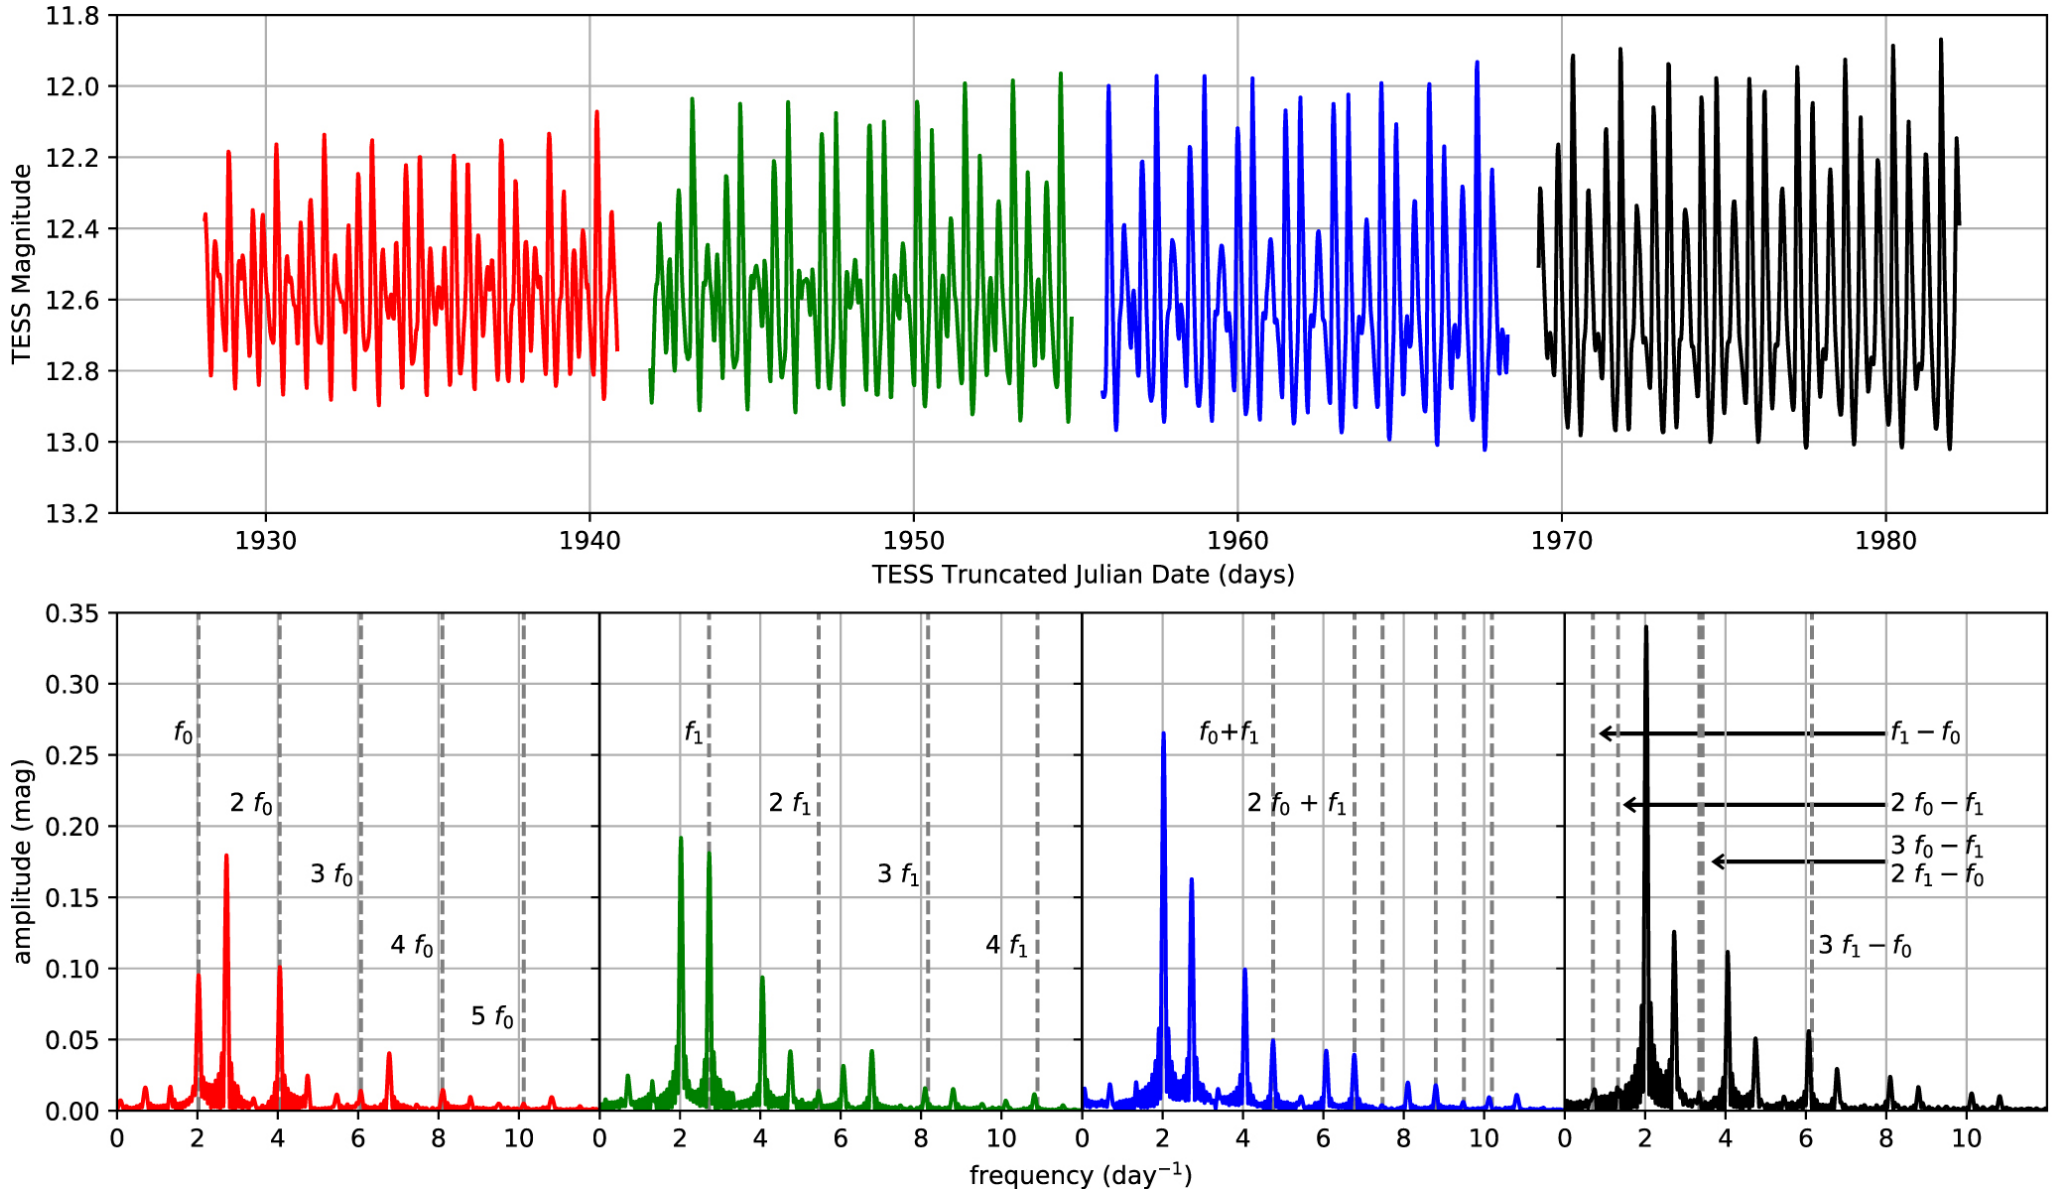 11.8
12.0
12.2
12.4
12.6
12.8
13.0
13.2
TESS Magnitude
1930 1940 1950 1960 1970 1980
TESS Truncated Julian Date (days)
0.35
0.30
0.25
0.20
0.15
0.10
0.05
0.00
amplitude (mag)
f₀
2 f₀
3 f₀
4 f₀
5 f₀
f₁
2 f₁
3 f₁
4 f₁
f₀+f₁
2 f₀ + f₁
f₁ − f₀
2 f₀ − f₁
3 f₀ − f₁
2 f₁ − f₀
3 f₁ − f₀
0 2 4 6 8 10 0 2 4 6 8 10 0 2 4 6 8 10 0 2 4 6 8 10
frequency (day⁻¹)